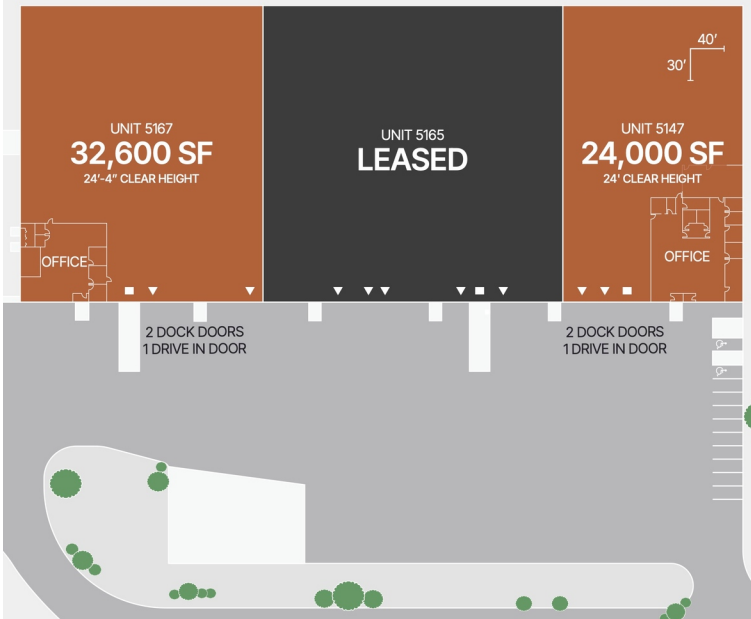 40'
30'
UNIT 5167
32,600 SF
24'-4" CLEAR HEIGHT
UNIT 5165
LEASED
UNIT 5147
24,000 SF
24' CLEAR HEIGHT
OFFICE
OFFICE
2 DOCK DOORS
1 DRIVE IN DOOR
2 DOCK DOORS
1 DRIVE IN DOOR